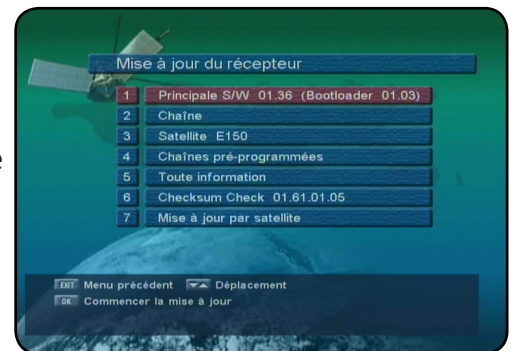 Mise à jour du récepteur
1 Principale S/W 01.36 (Bootloader 01.03)
2 Chaîne
3 Satellite E150
4 Chaînes pré-programmées
5 Toute information
6 Checksum Check 01.61.01.05
7 Mise à jour par satellite
EXIT Menu précédent Déplacement
OK Commencer la mise à jour
e